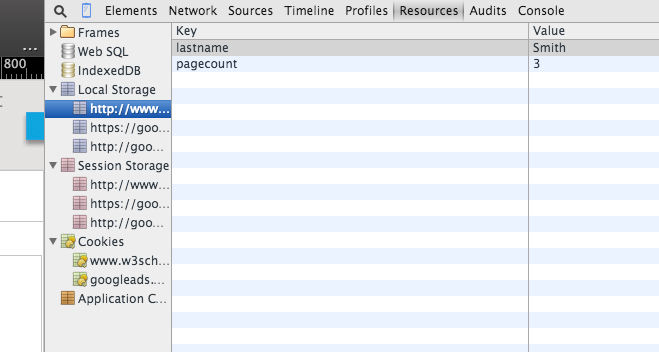 Elements Network Sources Timeline Profiles Resources Audits Console
Key Value
lastname Smith
pagecount 3
Frames
Web SQL
IndexedDB
Local Storage
http://www...
https://goo...
http://goo...
Session Storage
http://www...
https://goo...
http://goo...
Cookies
www.w3sch...
googleads....
Application C...
...
800